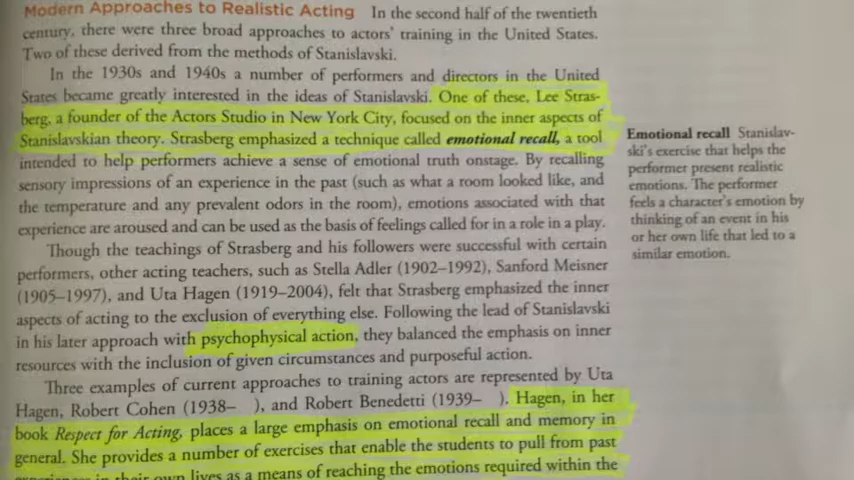 Modern Approaches to Realistic Acting In the second half of the twentieth
century, there were three broad approaches to actors' training in the United States.
Two of these derived from the methods of Stanislavski.
In the 1930s and 1940s a number of performers and directors in the United
States became greatly interested in the ideas of Stanislavski. One of these, Lee Stras-
berg, a founder of the Actors Studio in New York City, focused on the inner aspects of
Stanislavskian theory. Strasberg emphasized a technique called emotional recall, a tool
intended to help performers achieve a sense of emotional truth onstage. By recalling
sensory impressions of an experience in the past (such as what a room looked like, and
the temperature and any prevalent odors in the room), emotions associated with that
experience are aroused and can be used as the basis of feelings called for in a role in a play.
Though the teachings of Strasberg and his followers were successful with certain
performers, other acting teachers, such as Stella Adler (1902–1992), Sanford Meisner
(1905–1997), and Uta Hagen (1919–2004), felt that Strasberg emphasized the inner
aspects of acting to the exclusion of everything else. Following the lead of Stanislavski
in his later approach with psychophysical action, they balanced the emphasis on inner
resources with the inclusion of given circumstances and purposeful action.
Three examples of current approaches to training actors are represented by Uta
Hagen, Robert Cohen (1938– ), and Robert Benedetti (1939– ). Hagen, in her
book Respect for Acting, places a large emphasis on emotional recall and memory in
general. She provides a number of exercises that enable the students to pull from past
experiences in their own lives as a means of reaching the emotions required within the
Emotional recall Stanislav-
ski's exercise that helps the
performer present realistic
emotions. The performer
feels a character's emotion by
thinking of an event in his
or her own life that led to a
similar emotion.